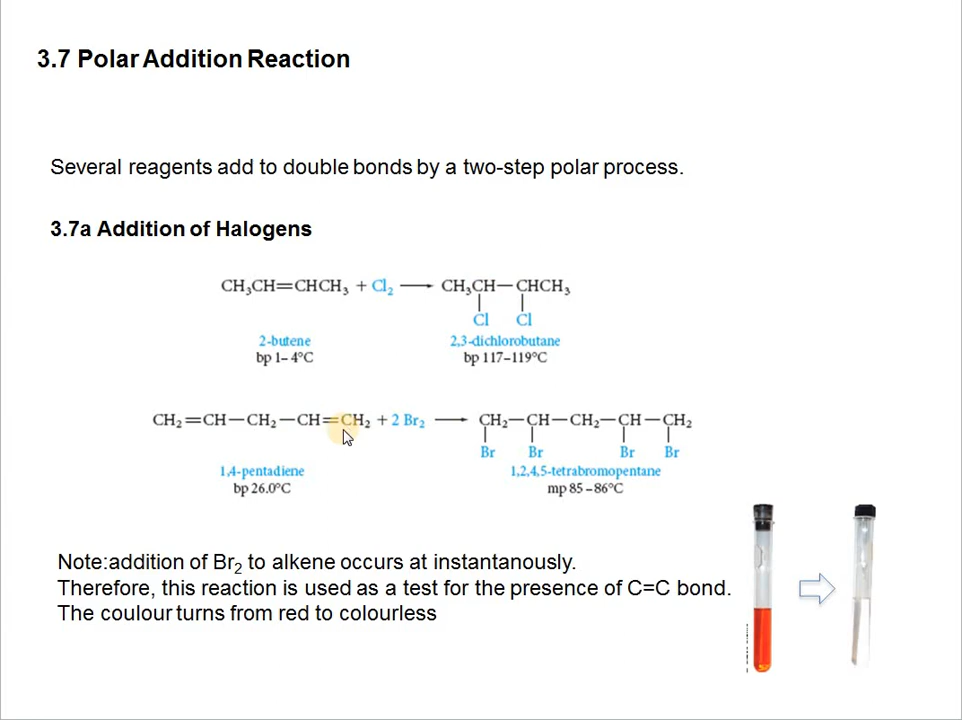 3.7 Polar Addition Reaction
Several reagents add to double bonds by a two-step polar process.
3.7a Addition of Halogens
CH₃CH=CHCH₃ + Cl₂ ⟶ CH₃CH—CHCH₃
Cl Cl
2-butene 2,3-dichlorobutane
bp 1–4°C bp 117–119°C
CH₂=CH—CH₂—CH=CH₂ + 2 Br₂ ⟶ CH₂—CH—CH₂—CH—CH₂
Br Br Br Br
1,4-pentadiene 1,2,4,5-tetrabromopentane
bp 26.0°C mp 85–86°C
Note:addition of Br₂ to alkene occurs at instantanously.
Therefore, this reaction is used as a test for the presence of C=C bond.
The coulour turns from red to colourless